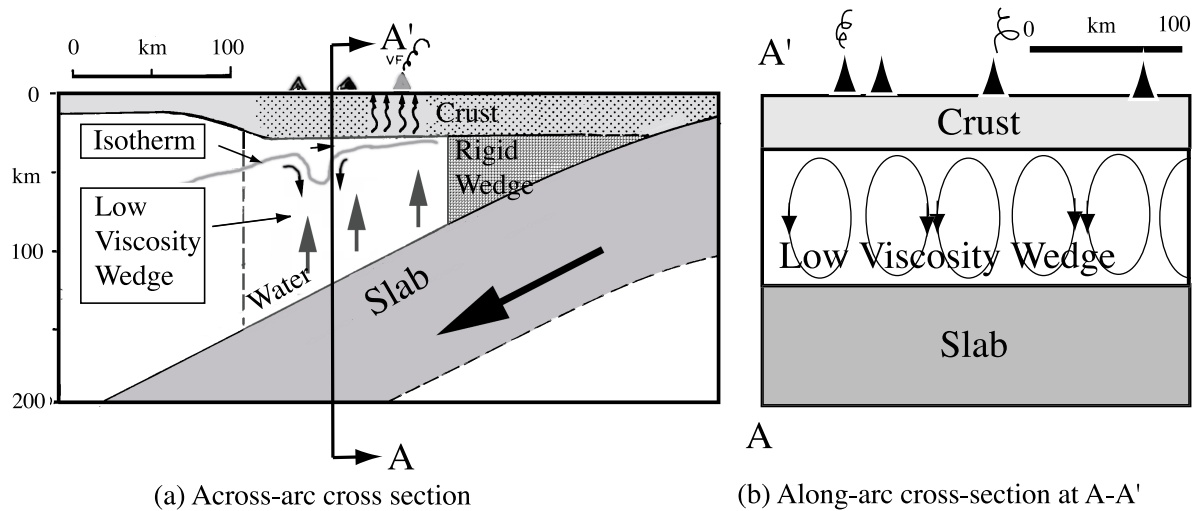 0 km 100
A'
VF
0
Crust
Isotherm
km
Rigid
Wedge
Low
Viscosity
Wedge
100
Water
Slab
200
A
(a) Across-arc cross section
A'
0 km 100
Crust
Low Viscosity Wedge
Slab
A
(b) Along-arc cross-section at A-A'